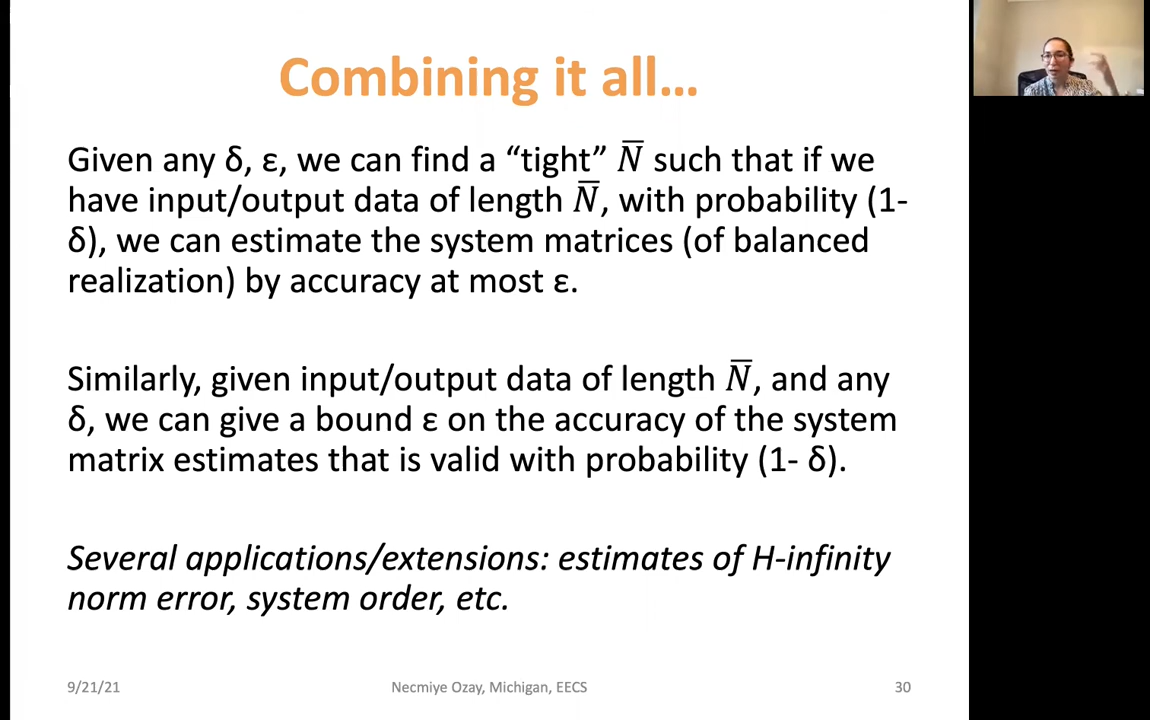 Combining it all...
Given any δ, ε, we can find a “tight” N̅ such that if we
have input/output data of length N̅, with probability (1-
δ), we can estimate the system matrices (of balanced
realization) by accuracy at most ε.
Similarly, given input/output data of length N̅, and any
δ, we can give a bound ε on the accuracy of the system
matrix estimates that is valid with probability (1- δ).
Several applications/extensions: estimates of H-infinity
norm error, system order, etc.
9/21/21
Necmiye Ozay, Michigan, EECS
30